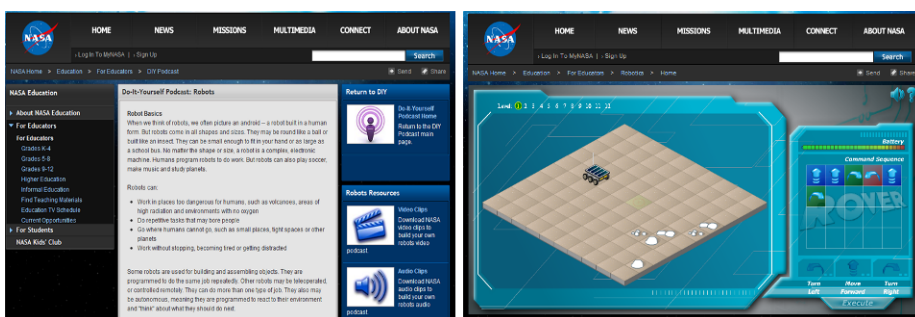 NASA
HOME NEWS MISSIONS MULTIMEDIA CONNECT ABOUT NASA
› Log In To MyNASA | › Sign Up
Search
NASA Home > Education > For Educators > DIY Podcast
Send Share
NASA Education
About NASA Education
For Educators
For Educators
Grades K-4
Grades 5-8
Grades 9-12
Higher Education
Informal Education
Find Teaching Materials
Education TV Schedule
Current Opportunities
For Students
NASA Kids' Club
Do-It-Yourself Podcast: Robots
Robot Basics
When we think of robots, we often picture an android -- a robot built in a human
form. But robots come in all shapes and sizes. They may be round like a ball or
built like an insect. They can be small enough to fit in your hand or as large as
a school bus. No matter the shape or size, a robot is a complex, electronic
machine. Humans program robots to do work. But robots can also play soccer,
make music and study planets.
Robots can:
• Work in places too dangerous for humans, such as volcanoes, areas of
high radiation and environments with no oxygen
• Do repetitive tasks that may bore people
• Go where humans cannot go, such as small places, tight spaces or other
planets
• Work without stopping, becoming tired or getting distracted
Some robots are used for building and assembling objects. They are
programmed to do the same job repeatedly. Other robots may be teleoperated,
or controlled remotely. They can do more than one type of job. They also may
be autonomous, meaning they are programmed to react to their environment
and "think" about what they should do next.
Return to DIY
Do-It-Yourself
Podcast Home
Return to the DIY
Podcast main
page.
Robots Resources
Video Clips
Download NASA
video clips to
build your own
robots video
podcast
Audio Clips
Download NASA
audio clips to
build your own
robots audio
podcast
NASA
HOME NEWS MISSIONS MULTIMEDIA CONNECT ABOUT NASA
› Log In To MyNASA | › Sign Up
Search
NASA Home > Education > For Educators > Robotics > Home
Send Share
Level: 1 2 3 4 5 6 7 8 9 10 11 12
Battery
Command Sequence
ROVER
Turn Left
Move Forward
Turn Right
Execute